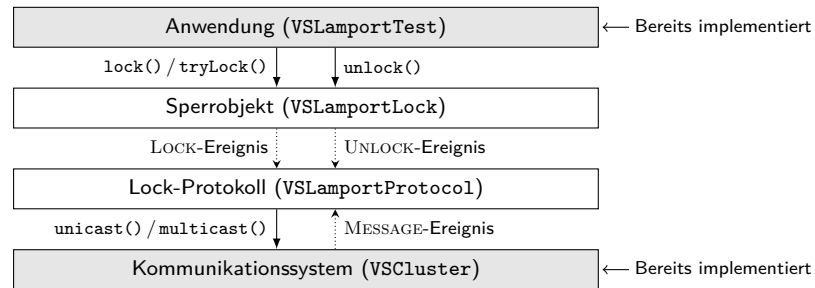 Anwendung (VSLamportTest)
Bereits implementiert
lock() / tryLock()
unlock()
Sperrobjekt (VSLamportLock)
LOCK-Ereignis
UNLOCK-Ereignis
Lock-Protokoll (VSLamportProtocol)
unicast() / multicast()
MESSAGE-Ereignis
Kommunikationssystem (VSCluster)
Bereits implementiert